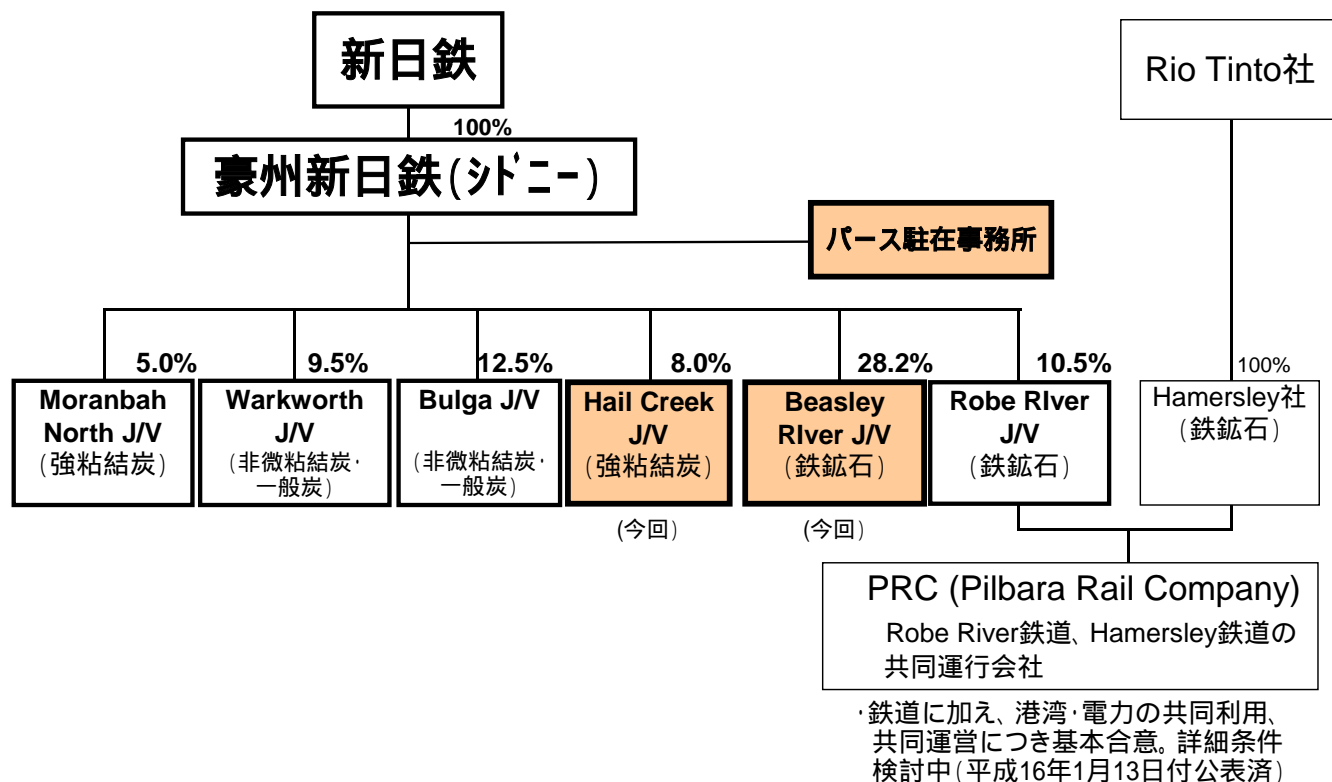 新日鉄
Rio Tinto社
100%
豪州新日鉄(シドニー)
パース駐在事務所
5.0%
9.5%
12.5%
8.0%
28.2%
10.5%
100%
Moranbah
North J/V
(強粘結炭)
Warkworth
J/V
(非微粘結炭・
一般炭)
Bulga J/V
(非微粘結炭・
一般炭)
Hail Creek
J/V
(強粘結炭)
Beasley
RIver J/V
(鉄鉱石)
Robe RIver
J/V
(鉄鉱石)
Hamersley社
(鉄鉱石)
(今回)
(今回)
PRC (Pilbara Rail Company)
Robe River鉄道、Hamersley鉄道の
共同運行会社
・鉄道に加え、港湾・電力の共同利用、
共同運営につき基本合意。詳細条件
検討中(平成16年1月13日付公表済)